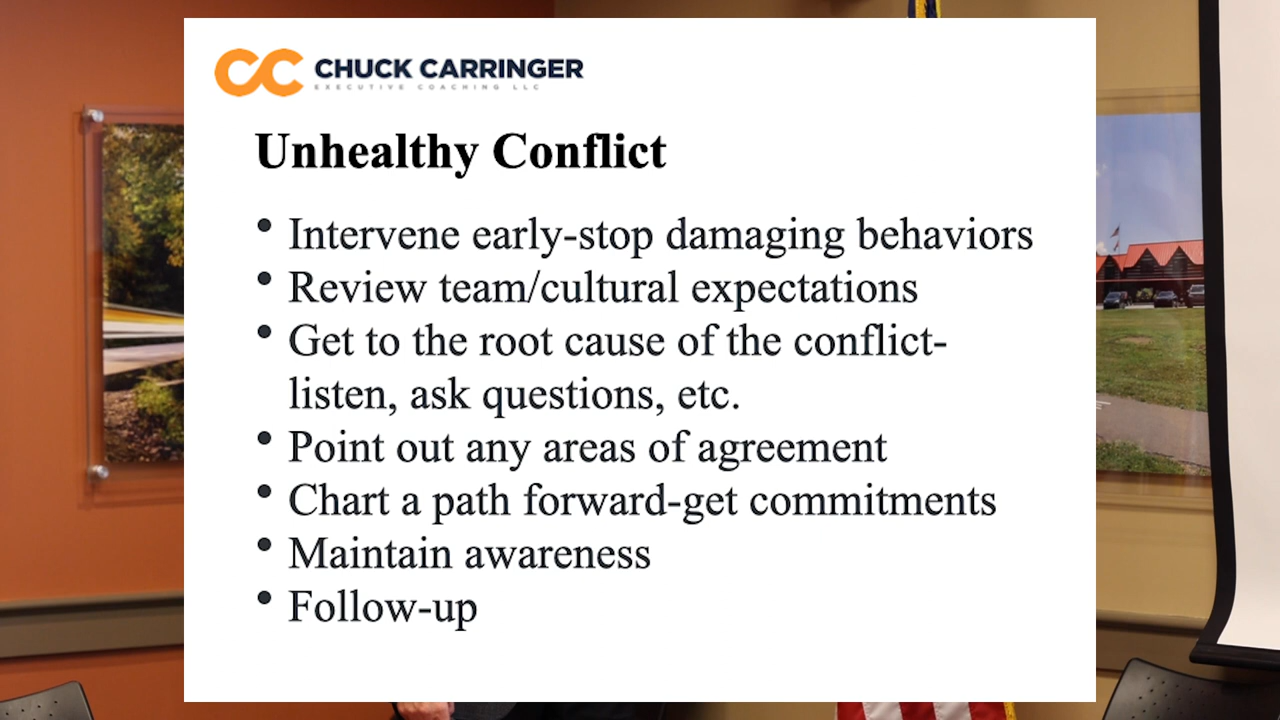 CHUCK CARRINGER
EXECUTIVE COACHING LLC
Unhealthy Conflict
• Intervene early-stop damaging behaviors
• Review team/cultural expectations
• Get to the root cause of the conflict-
listen, ask questions, etc.
• Point out any areas of agreement
• Chart a path forward-get commitments
• Maintain awareness
• Follow-up